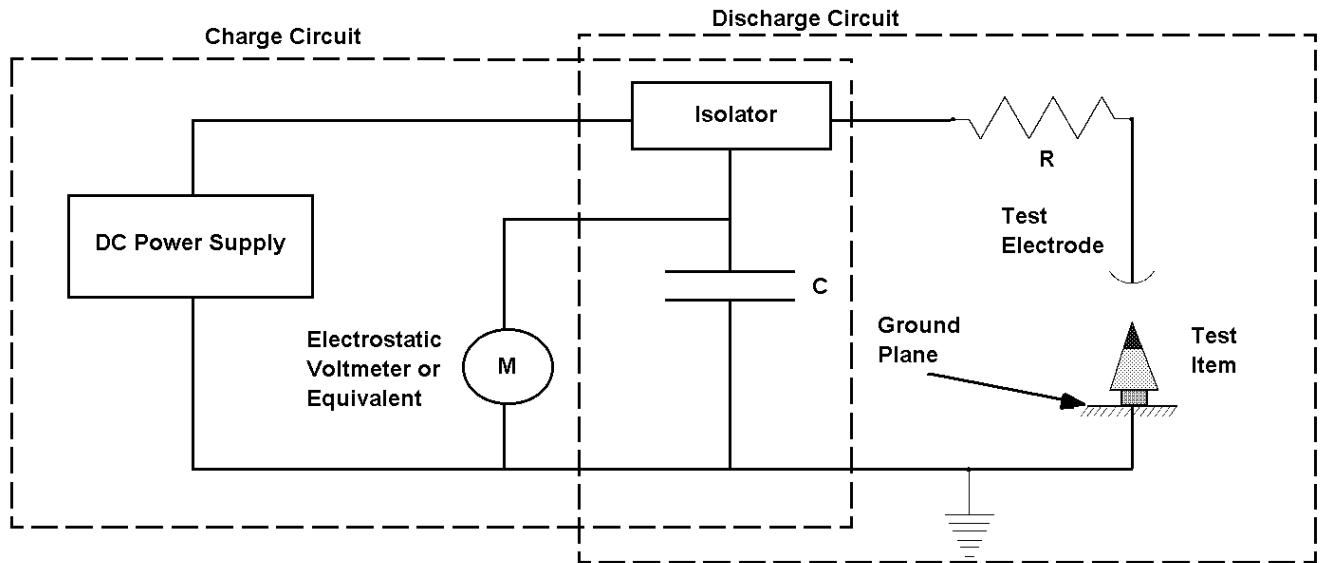 Discharge Circuit
Charge Circuit
Isolator
R
DC Power Supply
Test
Electrode
C
Electrostatic
Voltmeter or
Equivalent
M
Ground
Plane
Test
Item